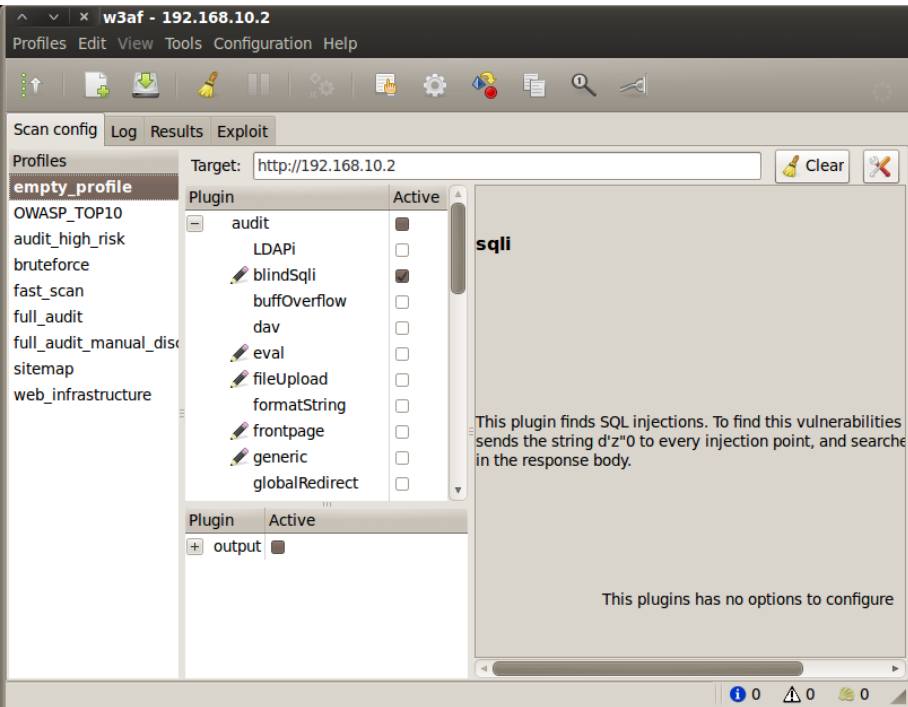 w3af - 192.168.10.2
Profiles Edit View Tools Configuration Help
Scan config Log Results Exploit
Profiles
empty_profile
OWASP_TOP10
audit_high_risk
bruteforce
fast_scan
full_audit
full_audit_manual_disc
sitemap
web_infrastructure
Target: http://192.168.10.2 Clear
Plugin Active
audit
LDAPi
blindSqli
buffOverflow
dav
eval
fileUpload
formatString
frontpage
generic
globalRedirect
Plugin Active
output
sqli
This plugin finds SQL injections. To find this vulnerabilities
sends the string d'z"0 to every injection point, and searche
in the response body.
This plugins has no options to configure
0 0 0